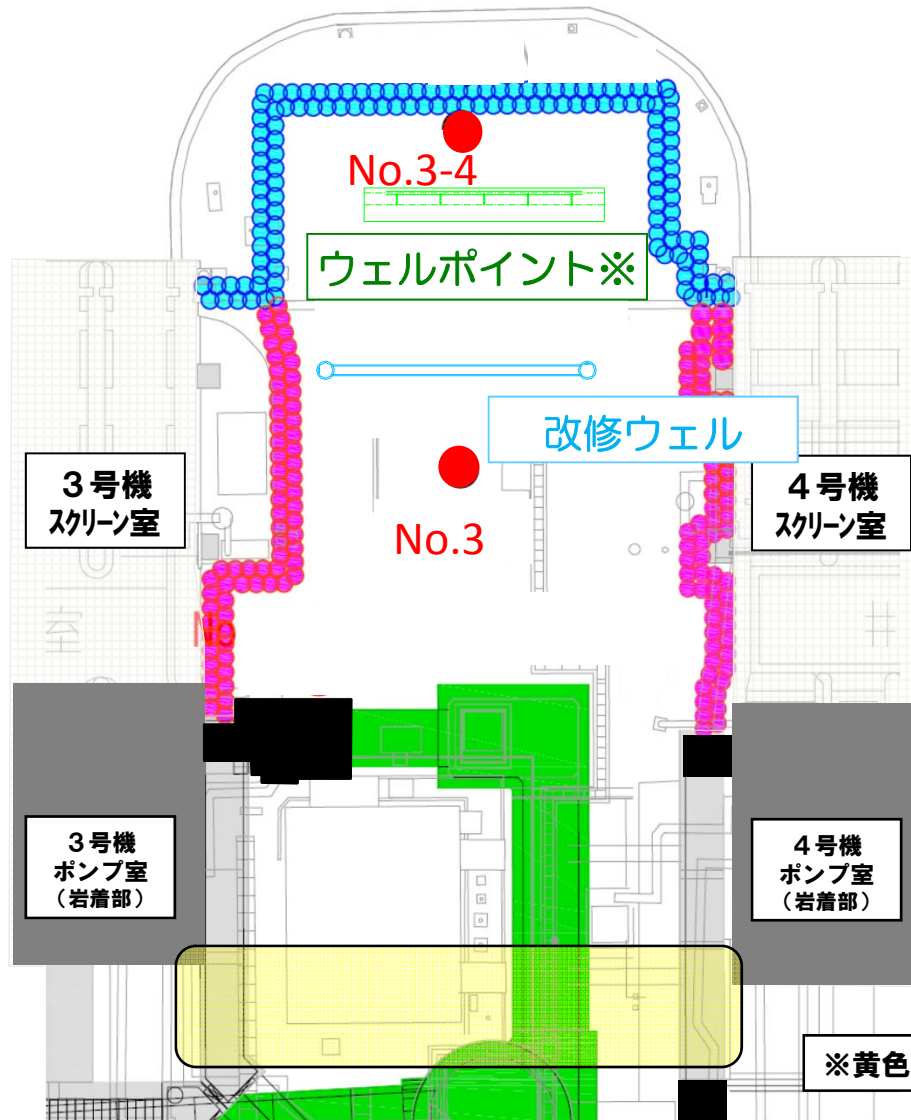 No.3-4
ウェルポイント※
改修ウェル
3号機
スクリーン室
4号機
スクリーン室
No.3
No
3号機
ポンプ室
(岩着部)
4号機
ポンプ室
(岩着部)
※黄色